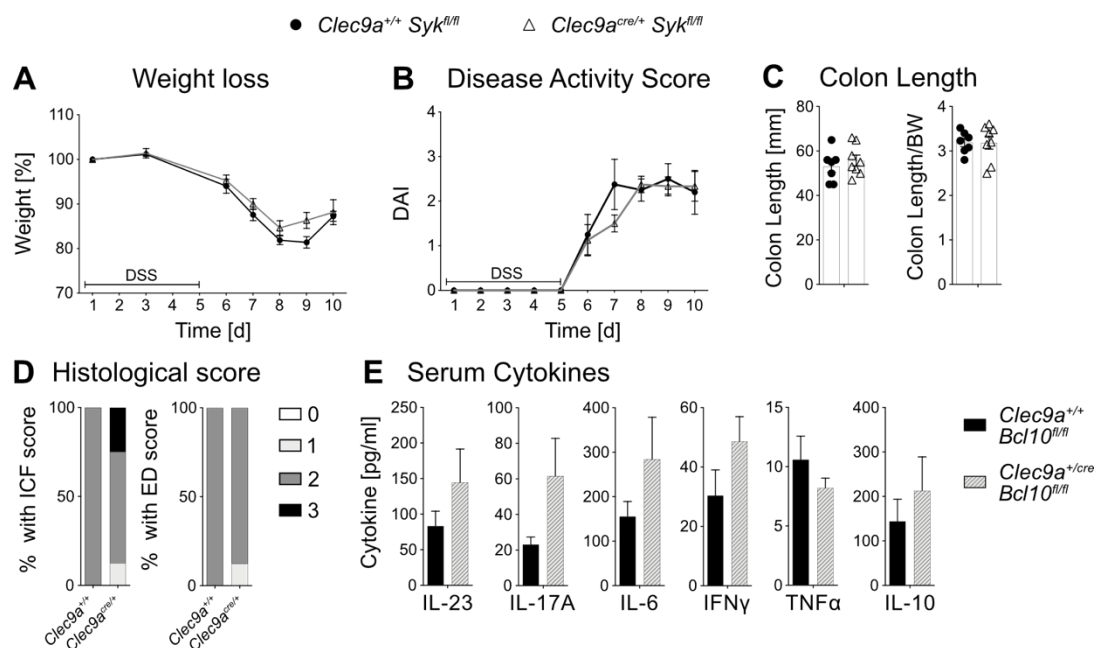 Clec9a+/+ Sykfl/fl Clec9acre/+ Sykfl/fl
A Weight loss
Weight [%]
100
90
80
70
DSS
1 2 3 4 5 6 7 8 9 10
Time [d]
B Disease Activity Score
DAI
4
3
2
1
0
DSS
1 2 3 4 5 6 7 8 9 10
Time [d]
C Colon Length
Colon Length [mm]
80
60
40
20
0
Colon Length/BW
4
3
2
1
0
D Histological score
% with ICF score
100
50
0
Clec9a+/+
Clec9acre/+
% with ED score
100
50
0
Clec9a+/+
Clec9acre/+
0
1
2
3
E Serum Cytokines
Cytokine [pg/ml]
250
200
150
100
50
0
IL-23
100
80
60
40
20
0
IL-17A
400
300
200
100
0
IL-6
60
40
20
0
IFNγ
15
10
5
0
TNFα
400
300
200
100
0
IL-10
Clec9a+/+
Bcl10fl/fl
Clec9a+/cre
Bcl10fl/fl